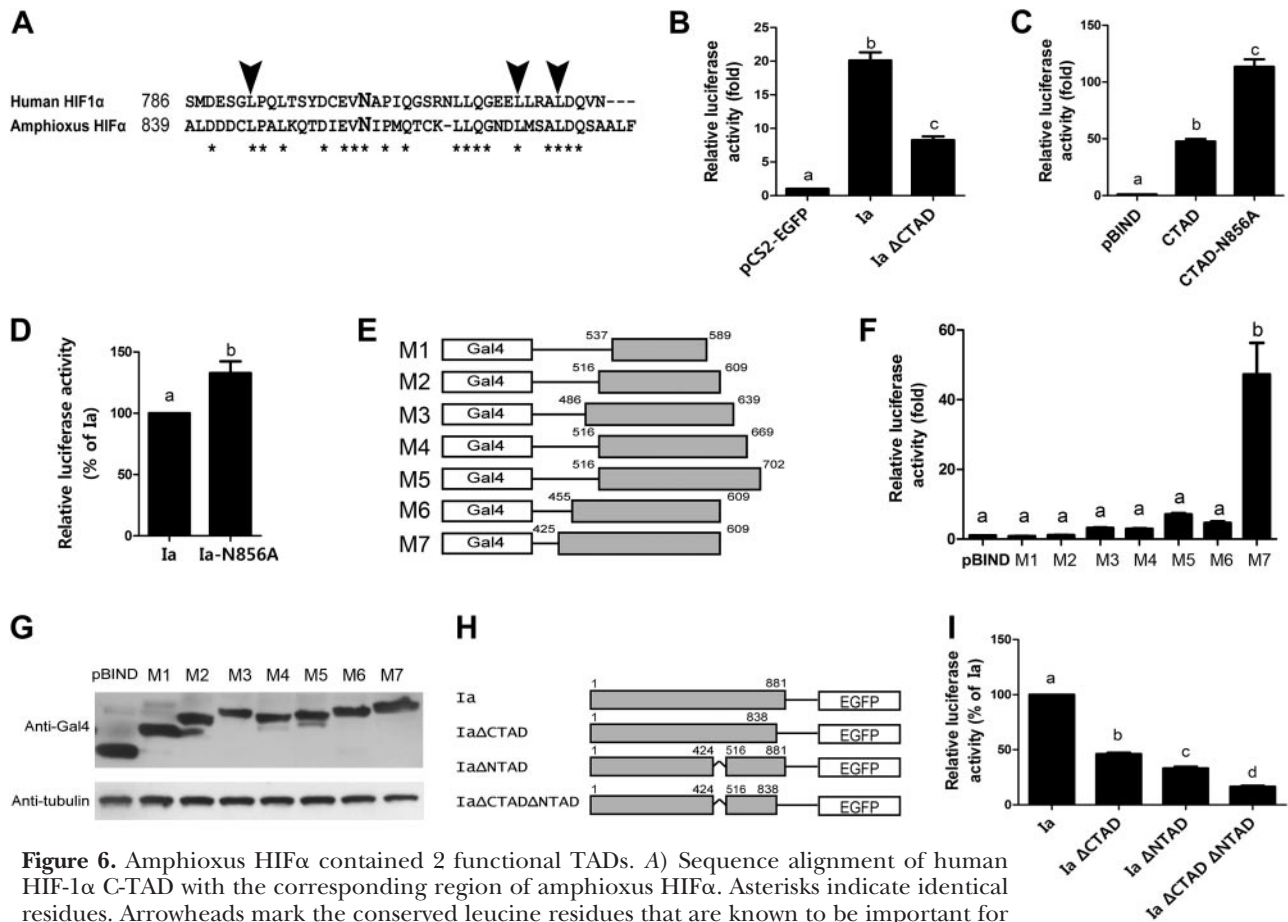 A
Human HIF1α 786 SMDESGLPQLTSYDCEVNAPIQGSRNLLQGEELLRALDQVN---
Amphioxus HIFα 839 ALDDDCLPALKQTDIEVNIPMQTCK-LLQGNDLMSALDQSAALF
* ** * * *** * * **** * ****
B
Relative luciferase activity (fold)
25
20
15
10
5
0
a
b
c
pCS2-EGFP
Ia
Ia ΔCTAD
C
Relative luciferase activity (fold)
150
100
50
0
a
b
c
pBIND
CTAD
CTAD-N856A
D
Relative luciferase activity (% of Ia)
150
100
50
0
a
b
Ia
Ia-N856A
E
M1 Gal4 537 589
M2 Gal4 516 609
M3 Gal4 486 639
M4 Gal4 516 669
M5 Gal4 516 702
M6 Gal4 455 609
M7 Gal4 425 609
F
Relative luciferase activity (fold)
60
40
20
0
a a a a a a a b
pBIND M1 M2 M3 M4 M5 M6 M7
G
pBIND M1 M2 M3 M4 M5 M6 M7
Anti-Gal4
Anti-tubulin
H
Ia 1 881 EGFP
IaΔCTAD 1 838 EGFP
IaΔNTAD 1 424 516 881 EGFP
IaΔCTADΔNTAD 1 424 516 838 EGFP
I
Relative luciferase activity (% of Ia)
150
100
50
0
a
b
c
d
Ia
Ia ΔCTAD
Ia ΔNTAD
Ia ΔCTAD ΔNTAD
Figure 6. Amphioxus HIFα contained 2 functional TADs. A) Sequence alignment of human
HIF-1α C-TAD with the corresponding region of amphioxus HIFα. Asterisks indicate identical
residues. Arrowheads mark the conserved leucine residues that are known to be important for